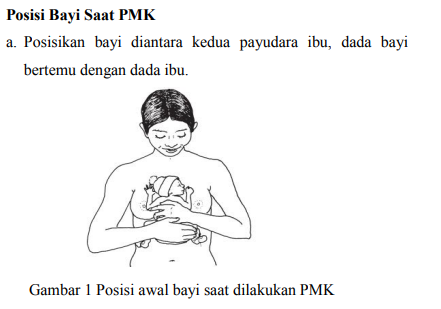 Posisi Bayi Saat PMK
a. Posisikan bayi diantara kedua payudara ibu, dada bayi
bertemu dengan dada ibu.
Gambar 1 Posisi awal bayi saat dilakukan PMK